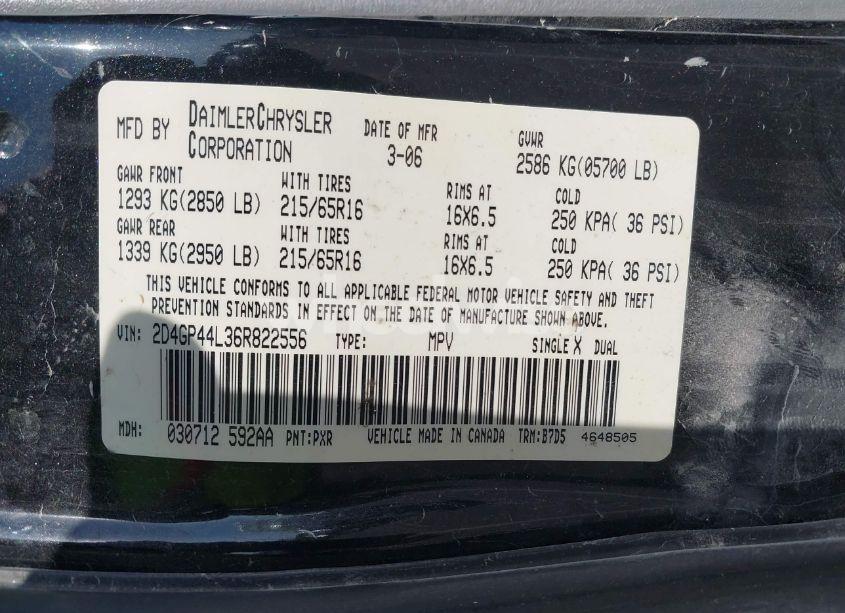 MFD BY DAIMLERCHRYSLER CORPORATION DATE OF MFR 3-06 GVWR 2586 KG(05700 LB)
GAWR FRONT WITH TIRES RIMS AT COLD
1293 KG(2850 LB) 215/65R16 16X6.5 250 KPA( 36 PSI)
GAWR REAR WITH TIRES RIMS AT COLD
1339 KG(2950 LB) 215/65R16 16X6.5 250 KPA( 36 PSI)
THIS VEHICLE CONFORMS TO ALL APPLICABLE FEDERAL MOTOR VEHICLE SAFETY AND THEFT
PREVENTION STANDARDS IN EFFECT ON THE DATE OF MANUFACTURE SHOWN ABOVE.
VIN: 2D4GP44L36R822556 TYPE: MPV SINGLE X DUAL
MDH: 030712 592AA PNT:PXR VEHICLE MADE IN CANADA TRM:B7D5 4648505